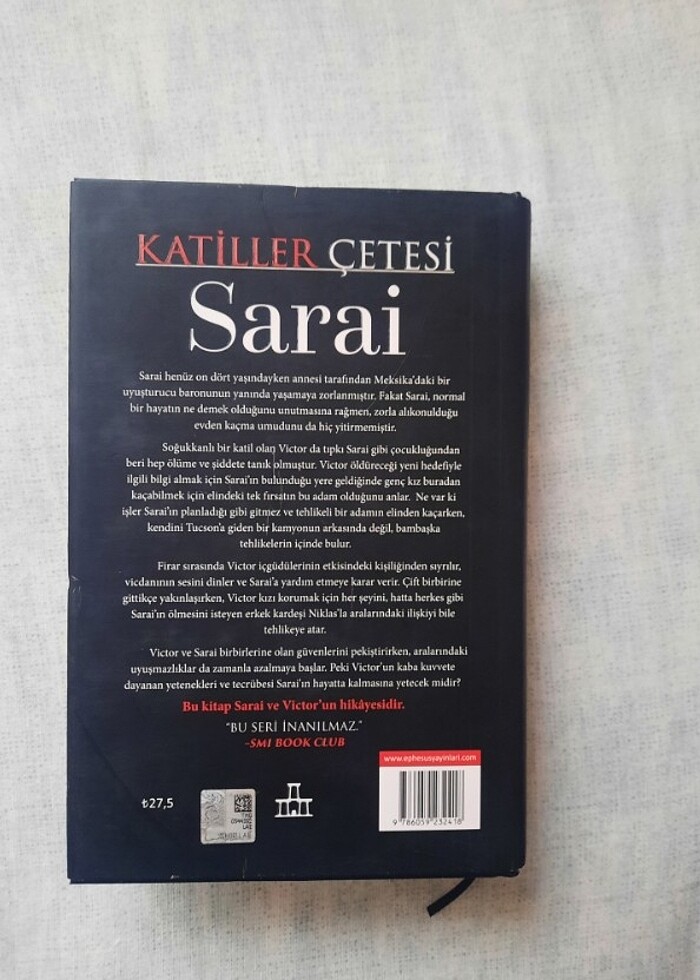 KATİLLER ÇETESİ
Sarai
Sarai henüz on dört yaşındayken annesi tarafından Meksika'daki bir
uyuşturucu baronunun yanında yaşamaya zorlanmıştır. Fakat Sarai, normal
bir hayatın ne demek olduğunu unutmasına rağmen, zorla alıkonulduğu
evden kaçma umudunu da hiç yitirmemiştir.
Soğukkanlı bir katil olan Victor da tıpkı Sarai gibi çocukluğundan
beri hep ölüme ve şiddete tanık olmuştur. Victor öldüreceği yeni hedefiyle
ilgili bilgi almak için Sarai'ın bulunduğu yere geldiğinde genç kız buradan
kaçabilmek için elindeki tek fırsatın bu adam olduğunu anlar. Ne var ki
işler Sarai'ın planladığı gibi gitmez ve tehlikeli bir adamın elinden kaçarken,
kendini Tucson'a giden bir kamyonun arkasında değil, bambaşka
tehlikelerin içinde bulur.
Firar sırasında Victor içgüdülerinin etkisindeki kişiliğinden sıyrılır,
vicdanının sesini dinler ve Sarai'a yardım etmeye karar verir. Çift birbirine
gittikçe yakınlaşırken, Victor kızı korumak için her şeyini, hatta herkes gibi
Sarai'ın ölmesini isteyen erkek kardeşi Niklas'la aralarındaki ilişkiyi bile
tehlikeye atar.
Victor ve Sarai birbirlerine olan güvenlerini pekiştirirken, aralarındaki
uyuşmazlıklar da zamanla azalmaya başlar. Peki Victor'un kaba kuvvete
dayanan yetenekleri ve tecrübesi Sarai'ın hayatta kalmasına yetecek midir?
Bu kitap Sarai ve Victor'un hikâyesidir.
"BU SERİ İNANILMAZ."
-SMI BOOK CLUB
www.ephesusyayinlari.com
₺27,5
9 786059 232418